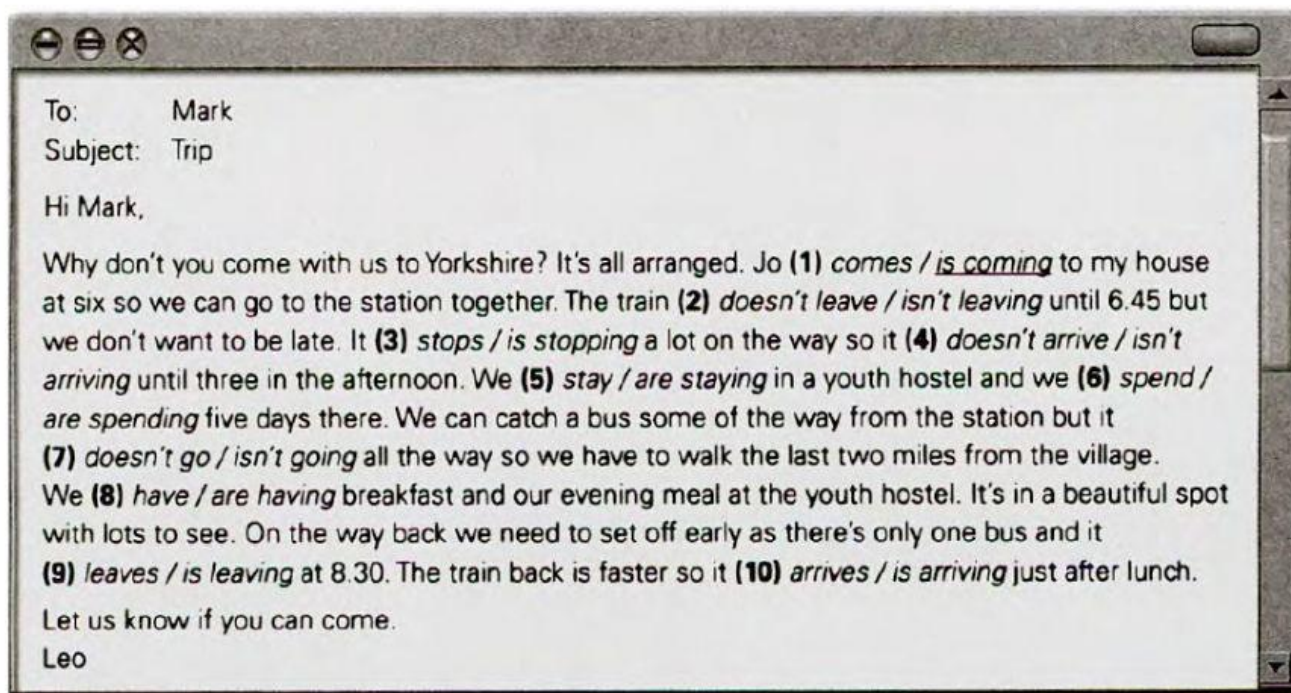 To: Mark
Subject: Trip
Hi Mark,
Why don't you come with us to Yorkshire? It's all arranged. Jo (1) comes / is coming to my house
at six so we can go to the station together. The train (2) doesn't leave / isn't leaving until 6.45 but
we don't want to be late. It (3) stops / is stopping a lot on the way so it (4) doesn't arrive / isn't
arriving until three in the afternoon. We (5) stay / are staying in a youth hostel and we (6) spend /
are spending five days there. We can catch a bus some of the way from the station but it
(7) doesn't go / isn't going all the way so we have to walk the last two miles from the village.
We (8) have / are having breakfast and our evening meal at the youth hostel. It's in a beautiful spot
with lots to see. On the way back we need to set off early as there's only one bus and it
(9) leaves / is leaving at 8.30. The train back is faster so it (10) arrives / is arriving just after lunch.
Let us know if you can come.
Leo